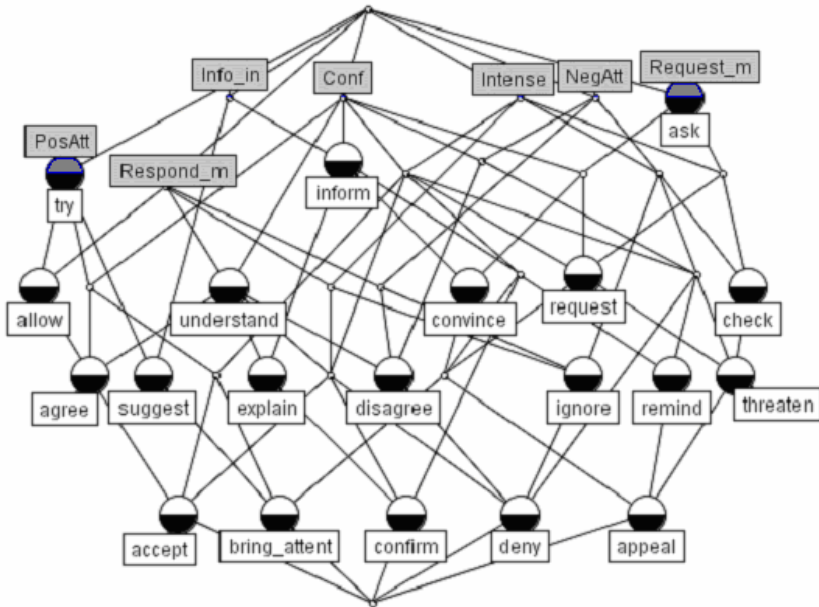 Request_m
Info_in
Conf
Intense
NegAtt
ask
PosAtt
Respond_m
inform
try
allow
understand
convince
request
check
agree
suggest
explain
disagree
ignore
remind
threaten
accept
bring_attent
confirm
deny
appeal